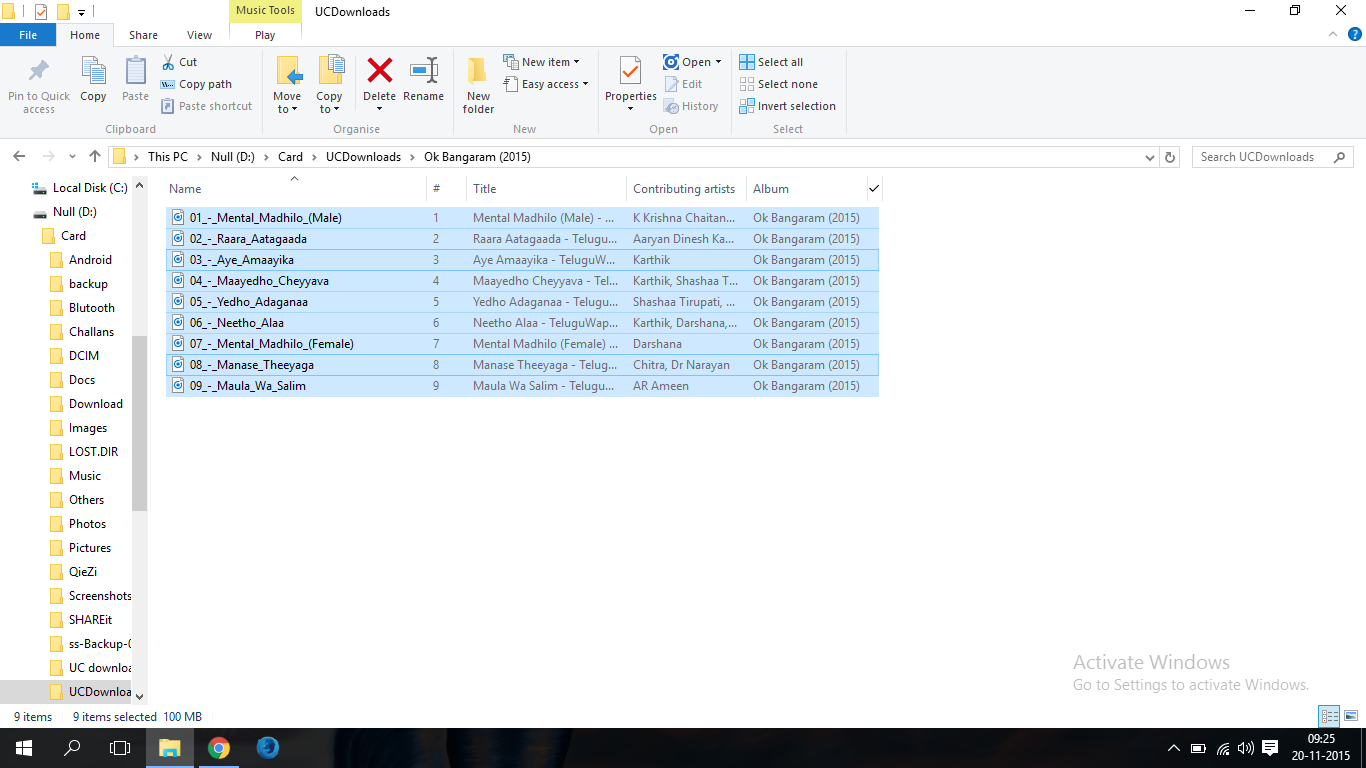 Music Tools UCDownloads
File Home Share View Play
Pin to Quick access
Copy
Paste
Cut
Copy path
Paste shortcut
Clipboard
Move to
Copy to
Delete
Rename
Organise
New folder
New item
Easy access
New
Properties
Open
Edit
History
Open
Select all
Select none
Invert selection
Select
This PC Null (D:) Card UCDownloads Ok Bangaram (2015)
Search UCDownloads
Local Disk (C:)
Null (D:)
Card
Android
backup
Blutooth
Challans
DCIM
Docs
Download
Images
LOST.DIR
Music
Others
Photos
Pictures
QieZi
Screenshots
SHAREit
ss-Backup-0
UC downloa
UCDownloa
Name # Title Contributing artists Album
01_-_Mental_Madhilo_(Male) 1 Mental Madhilo (Male) - ... K Krishna Chaitan... Ok Bangaram (2015)
02_-_Raara_Aatagaada 2 Raara Aatagaada - Telugu... Aaryan Dinesh Ka... Ok Bangaram (2015)
03_-_Aye_Amaayika 3 Aye Amaayika - TeluguW... Karthik Ok Bangaram (2015)
04_-_Maayedho_Cheyyava 4 Maayedho Cheyyava - Tel... Karthik, Shashaa T... Ok Bangaram (2015)
05_-_Yedho_Adaganaa 5 Yedho Adaganaa - Telugu... Shashaa Tirupati, ... Ok Bangaram (2015)
06_-_Neetho_Alaa 6 Neetho Alaa - TeluguWap... Karthik, Darshana,... Ok Bangaram (2015)
07_-_Mental_Madhilo_(Female) 7 Mental Madhilo (Female) ... Darshana Ok Bangaram (2015)
08_-_Manase_Theeyaga 8 Manase Theeyaga - Telug... Chitra, Dr Narayan Ok Bangaram (2015)
09_-_Maula_Wa_Salim 9 Maula Wa Salim - Telugu... AR Ameen Ok Bangaram (2015)
Activate Windows
Go to Settings to activate Windows.
9 items 9 items selected 100 MB
09:25
20-11-2015